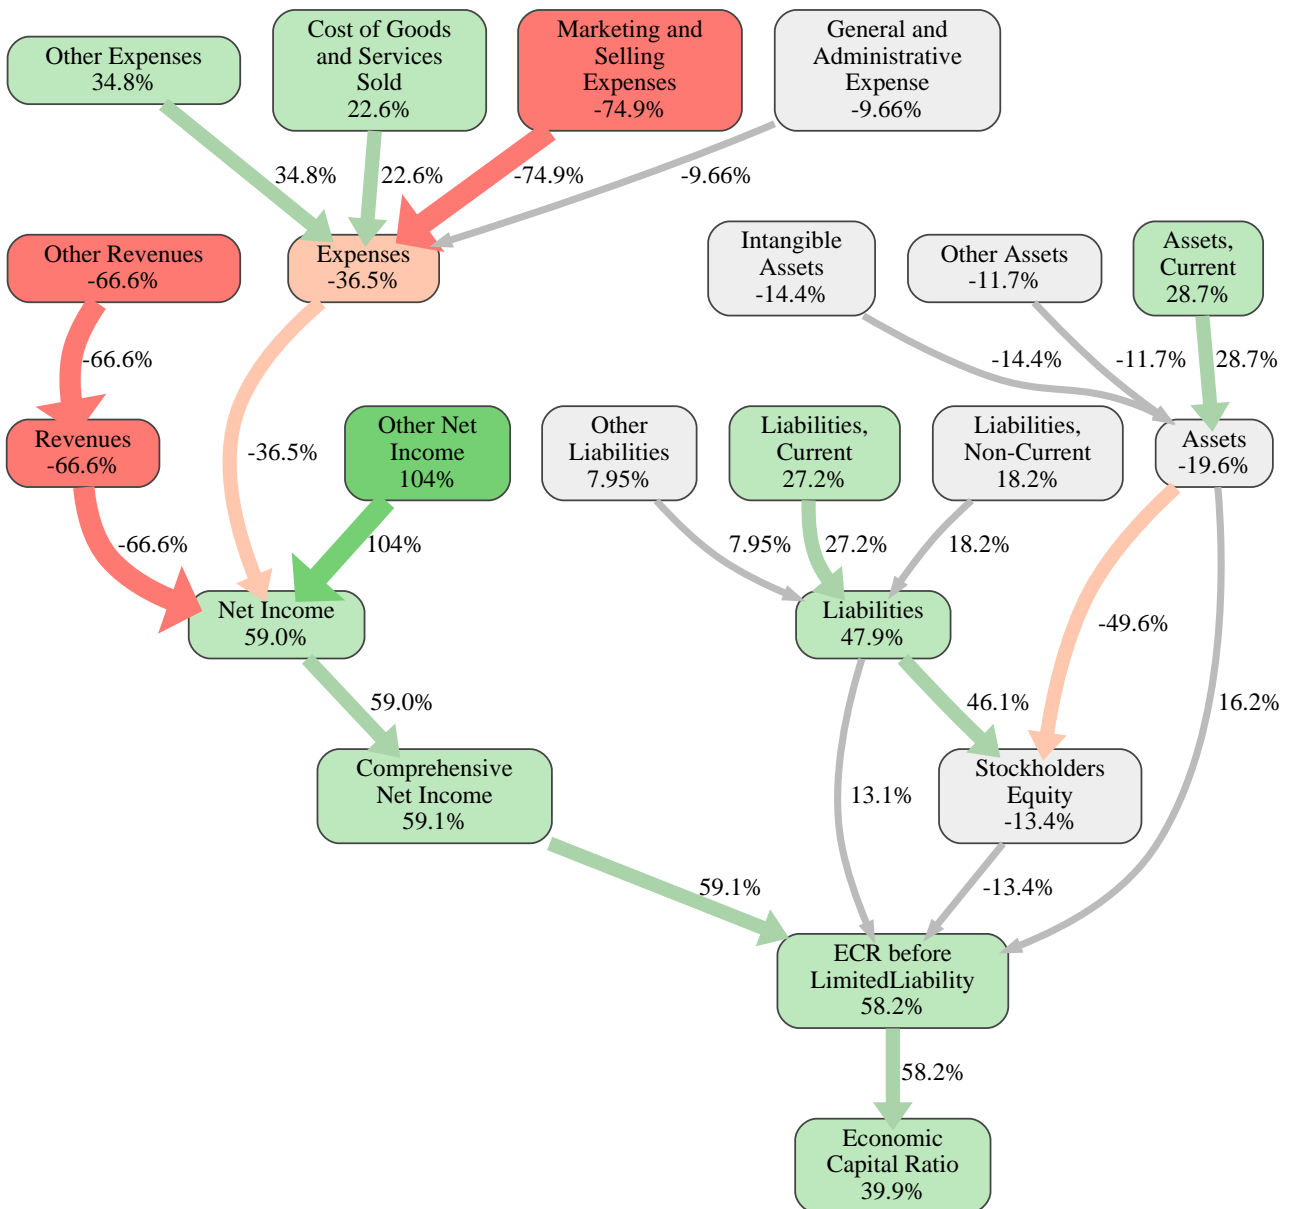 Other Expenses
34.8%
Cost of Goods
and Services
Sold
22.6%
Marketing and
Selling
Expenses
-74.9%
General and
Administrative
Expense
-9.66%
34.8%
22.6%
-74.9%
-9.66%
Other Revenues
-66.6%
Expenses
-36.5%
Intangible
Assets
-14.4%
Other Assets
-11.7%
Assets,
Current
28.7%
-66.6%
-14.4%
-11.7%
28.7%
Revenues
-66.6%
-36.5%
Other Net
Income
104%
Other
Liabilities
7.95%
Liabilities,
Current
27.2%
Liabilities,
Non-Current
18.2%
Assets
-19.6%
-66.6%
104%
7.95%
27.2%
18.2%
Net Income
59.0%
Liabilities
47.9%
-49.6%
59.0%
46.1%
16.2%
Comprehensive
Net Income
59.1%
13.1%
Stockholders
Equity
-13.4%
59.1%
-13.4%
ECR before
LimitedLiability
58.2%
58.2%
Economic
Capital Ratio
39.9%